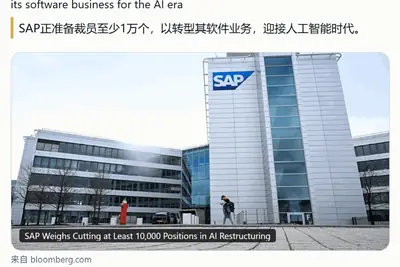 its software business for the AI era
SAP正准备裁员至少1万个，以转型其软件业务，迎接人工智能时代。
SAP
SAP Weighs Cutting at Least 10,000 Positions in AI Restructuring
来自 bloomberg.com